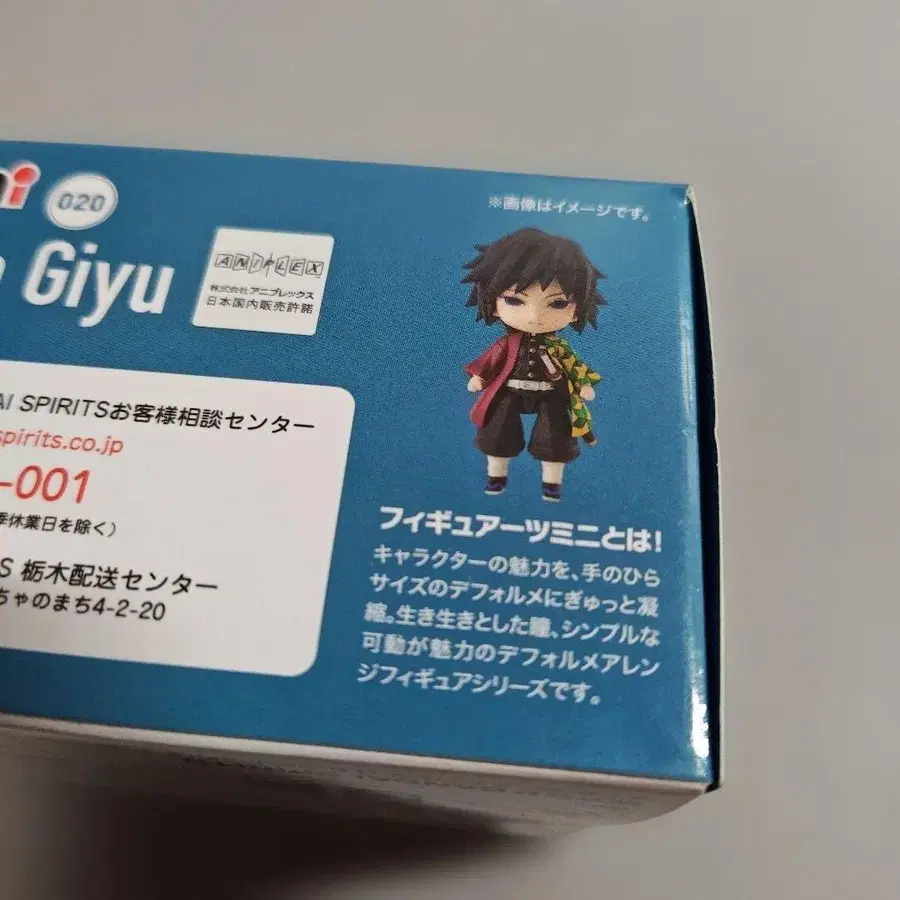 020
Giyu
ANIPLEX
株式会社アニプレックス
日本国内販売許諾
※画像はイメージです。
AI SPIRITSお客様相談センター
spirits.co.jp
-001
季休業日を除く)
S 栃木配送センター
ちゃのまち4-2-20
フィギュアーツミニとは!
キャラクターの魅力を、手のひら
サイズのデフォルメにぎゅっと凝
縮。生き生きとした瞳、シンプルな
可動が魅力のデフォルメアレン
ジフィギュアシリーズです。